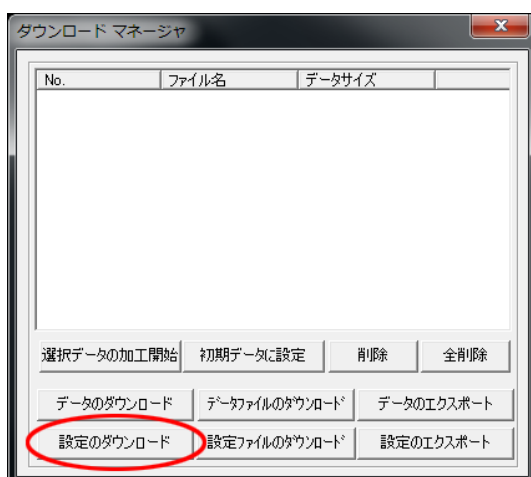 ダウンロード マネージャ
No. ファイル名 データサイズ
選択データの加工開始 初期データに設定 削除 全削除
データのダウンロード ﾃﾞｰﾀﾌｧｲﾙのﾀﾞｳﾝﾛｰﾄﾞ データのエクスポート
設定のダウンロード 設定ﾌｧｲﾙのﾀﾞｳﾝﾛｰﾄﾞ 設定のエクスポート